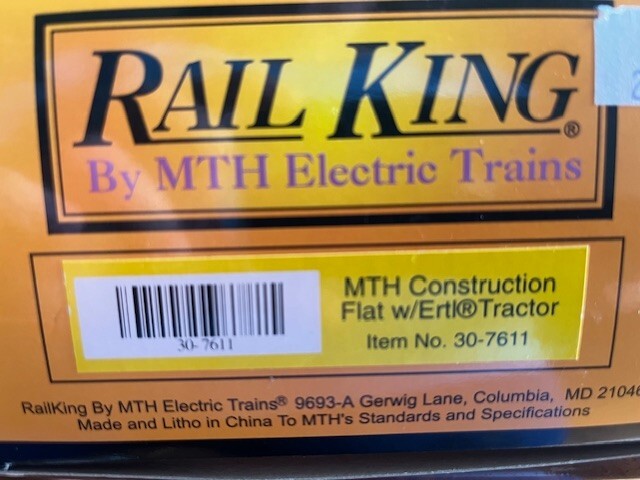 RAIL KING®
By MTH Electric Trains
MTH Construction
Flat w/Ertl®Tractor
Item No. 30-7611
30-7611
RailKing By MTH Electric Trains® 9693-A Gerwig Lane, Columbia, MD 21046
Made and Litho in China To MTH's Standards and Specifications